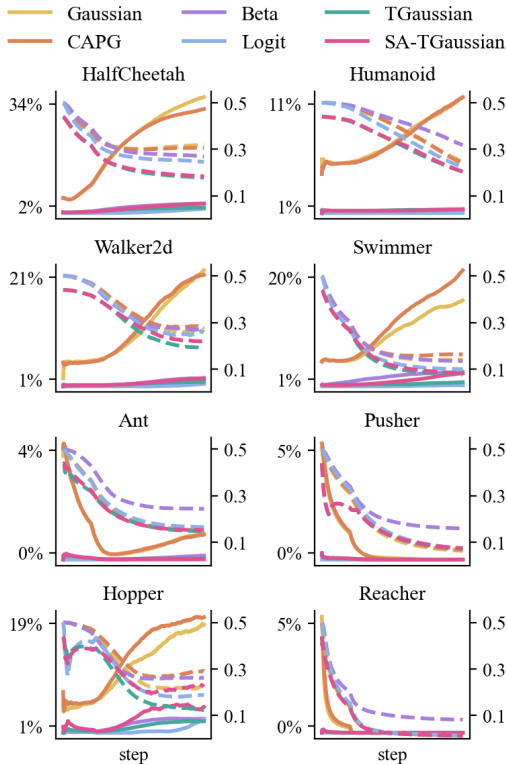 Gaussian Beta TGaussian
CAPG Logit SA-TGaussian
HalfCheetah Humanoid
34% 0.5 11% 0.5
0.3 0.3
2% 0.1 1% 0.1
Walker2d Swimmer
21% 0.5 20% 0.5
0.3 0.3
1% 0.1 1% 0.1
Ant Pusher
4% 0.5 5% 0.5
0.3 0.3
0% 0.1 0% 0.1
Hopper Reacher
19% 0.5 5% 0.5
0.3 0.3
1% 0.1 0% 0.1
step step